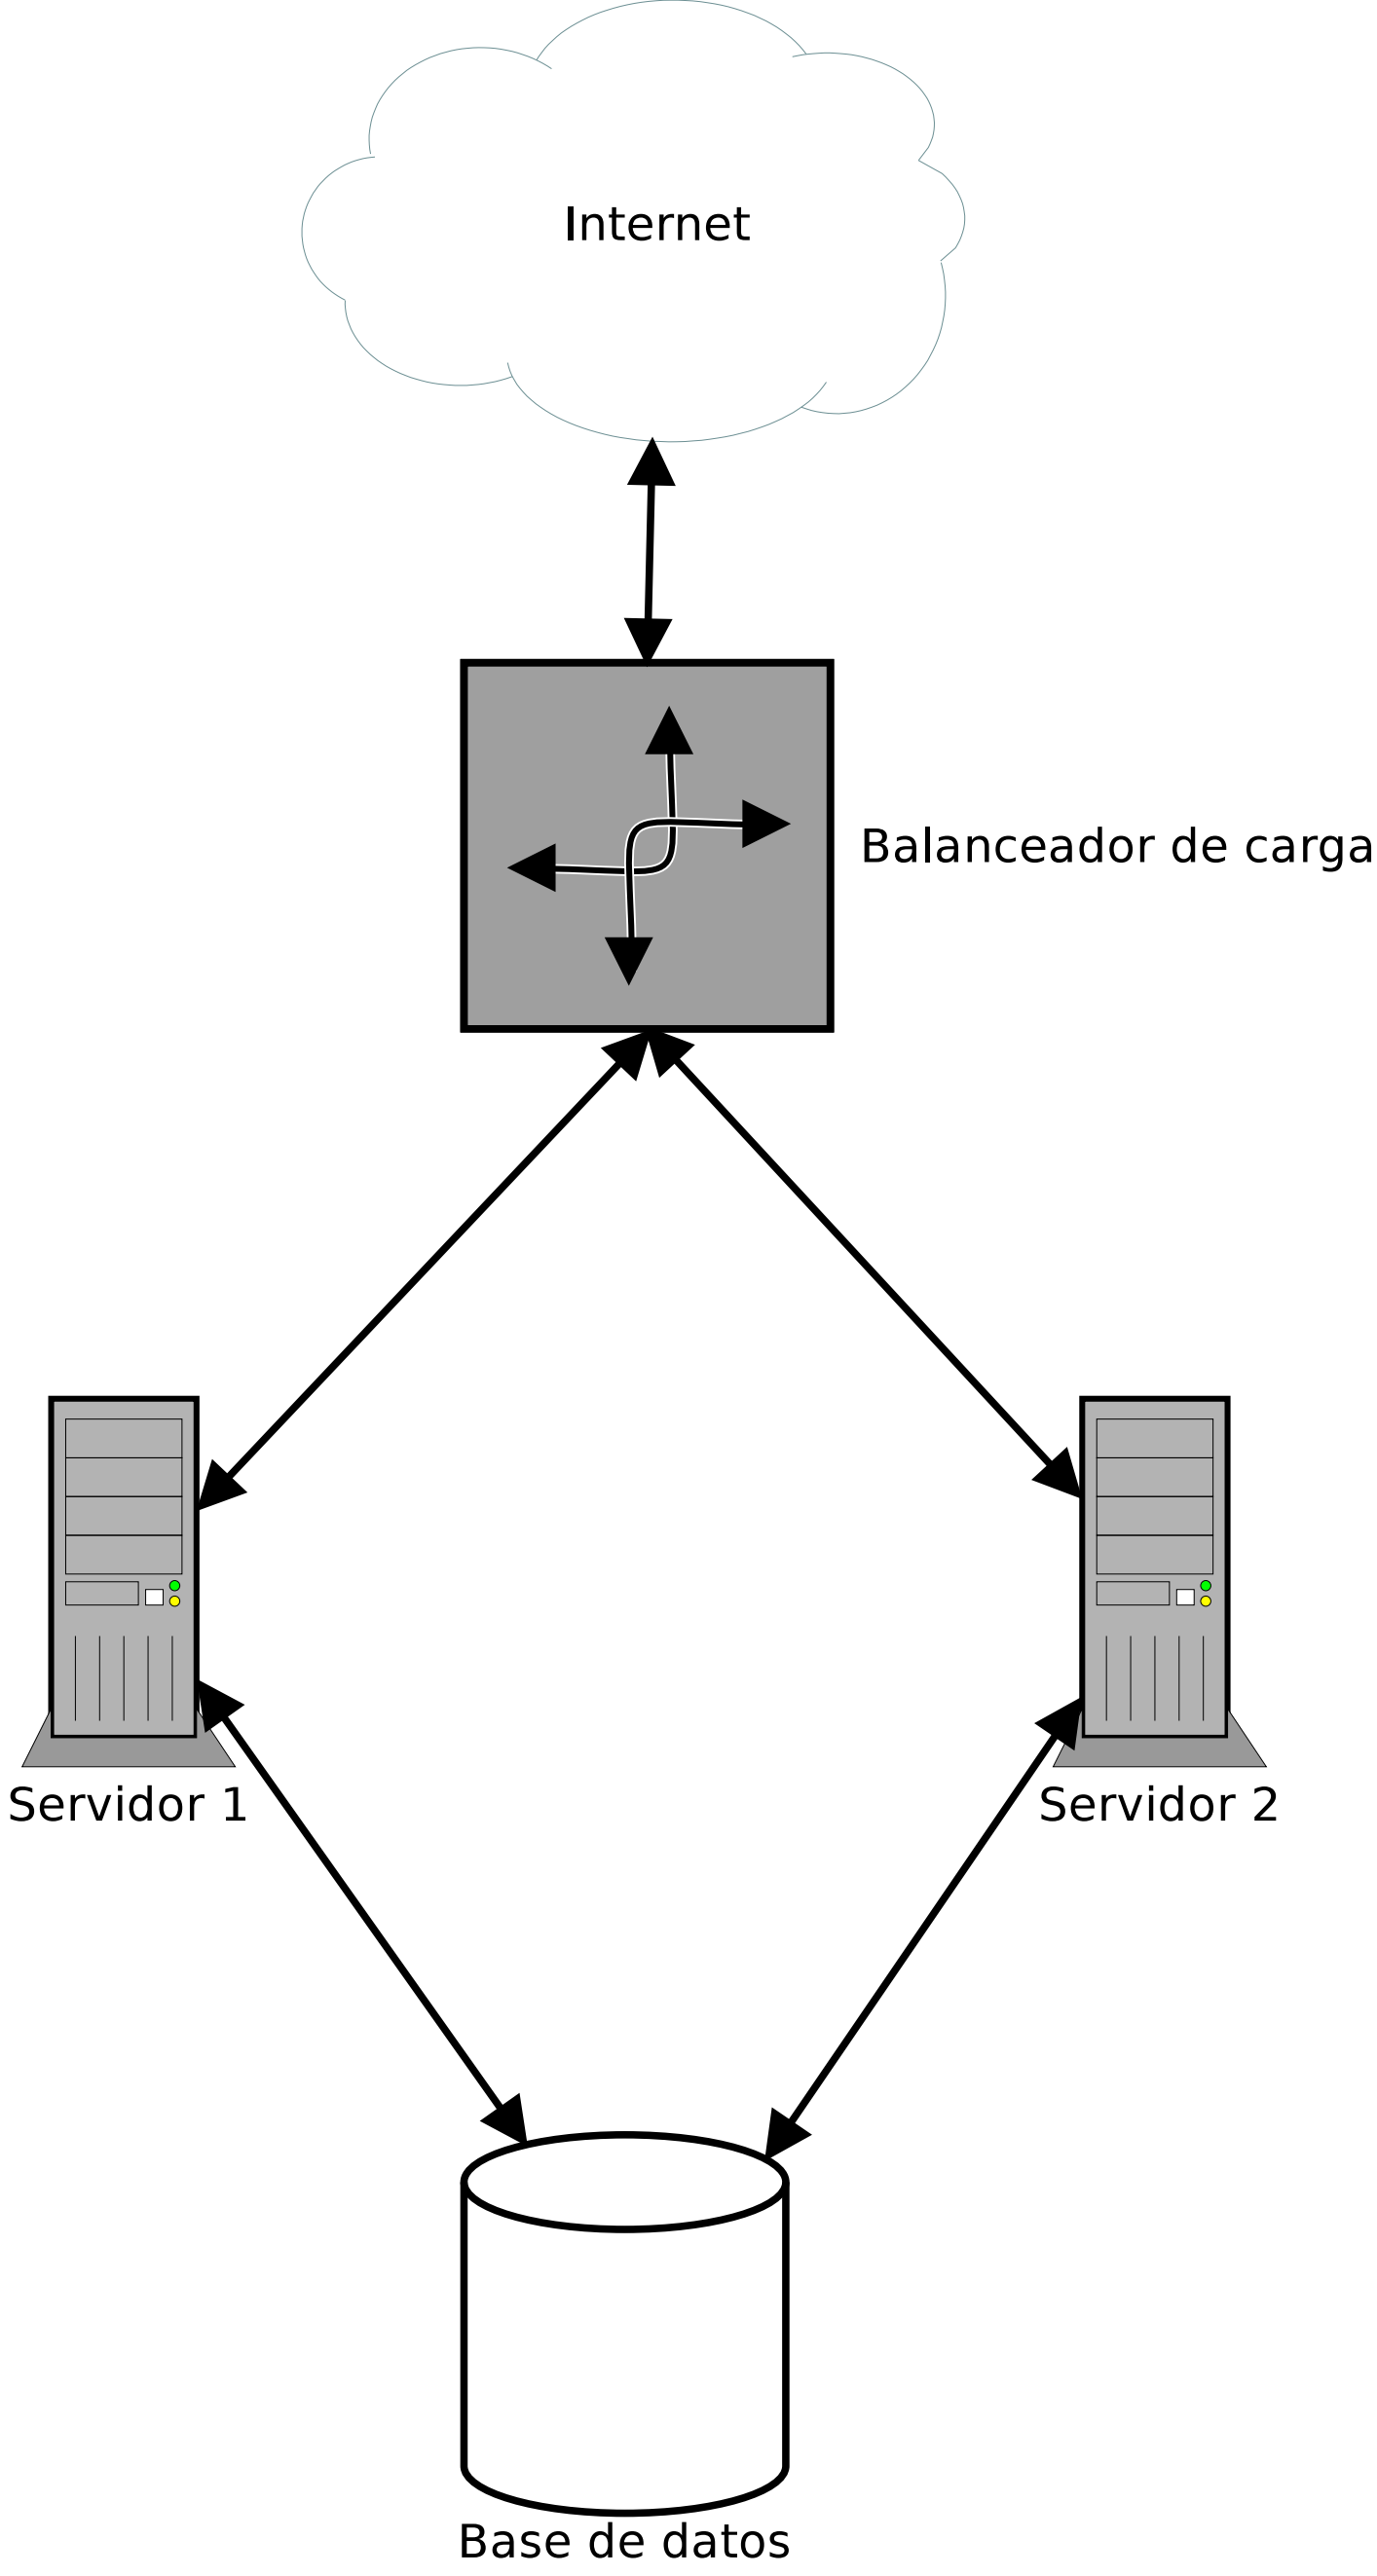 Internet
Balanceador de carga
Servidor 1
Servidor 2
Base de datos